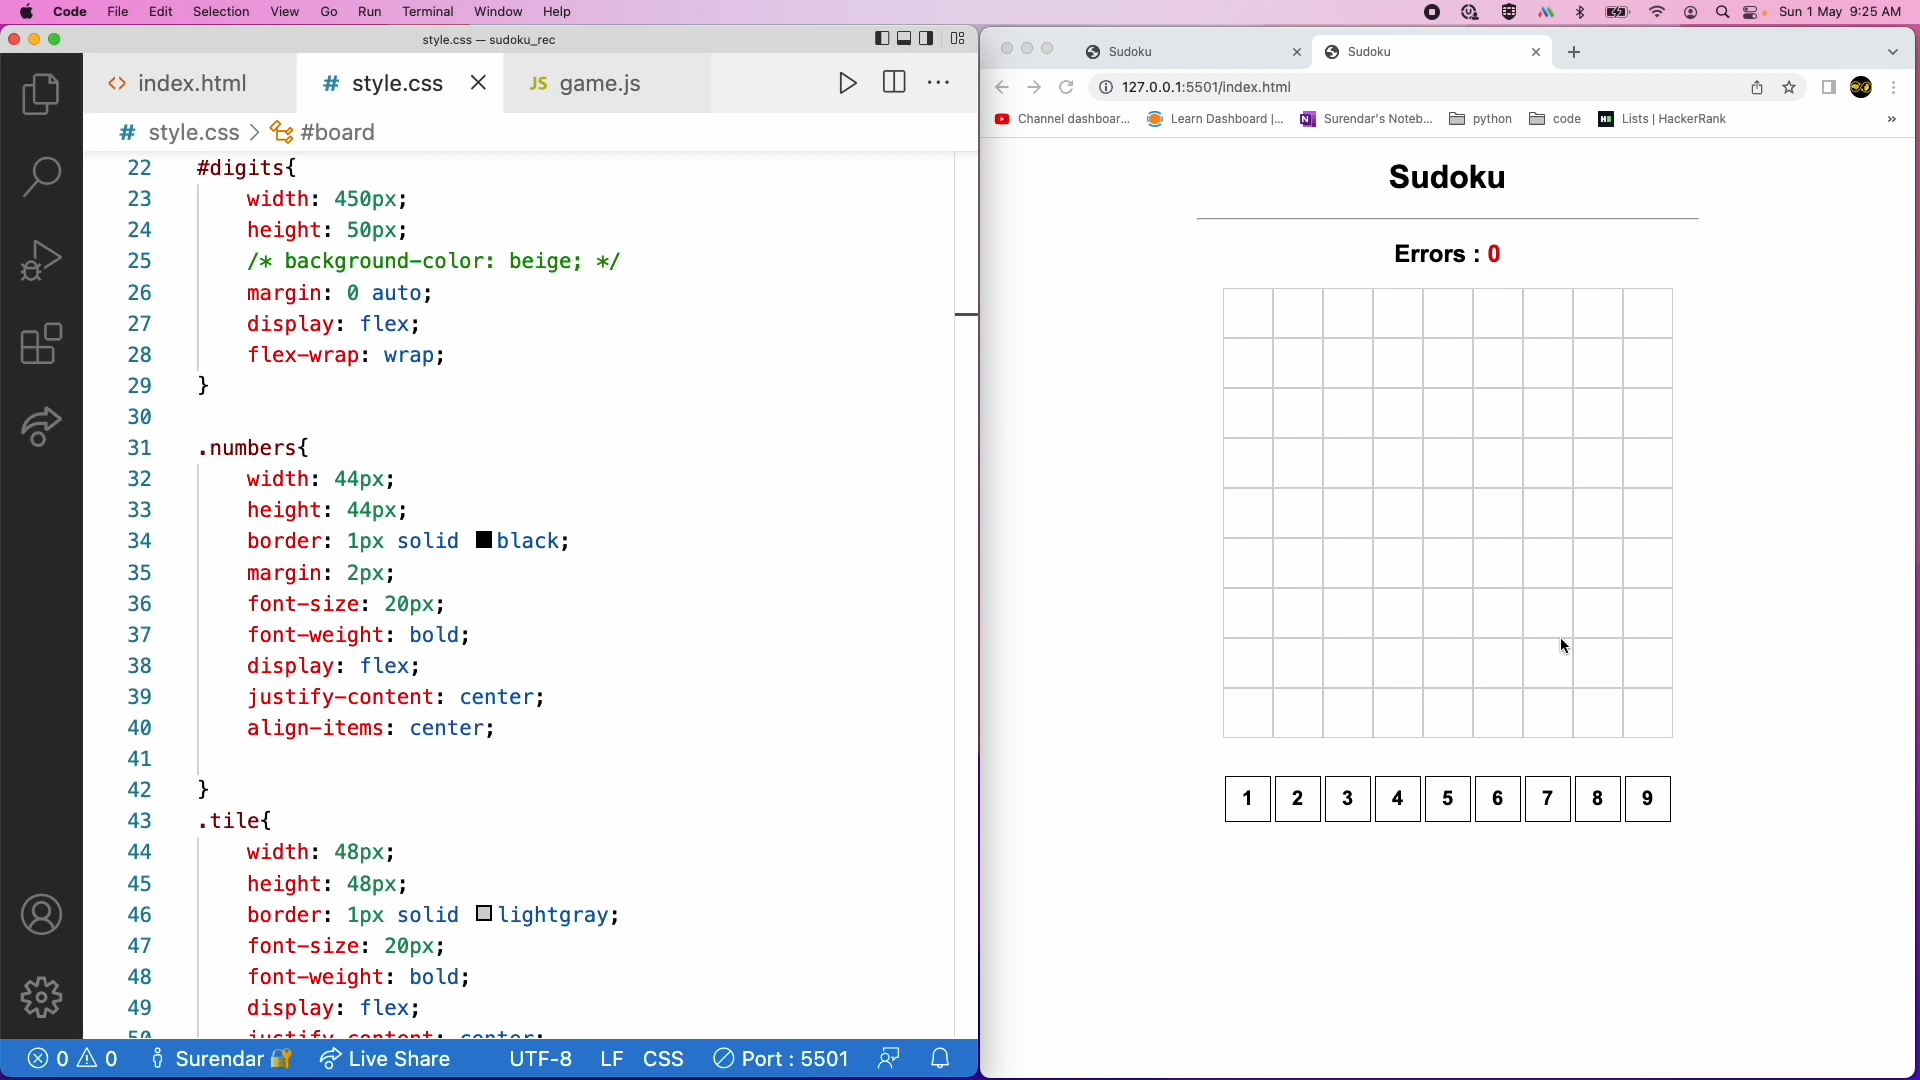 Code File Edit Selection View Go Run Terminal Window Help
Sun 1 May 9:25 AM
style.css — sudoku_rec
<> index.html
# style.css
JS game.js
# style.css > #board
22 #digits{
23 width: 450px;
24 height: 50px;
25 /* background-color: beige; */
26 margin: 0 auto;
27 display: flex;
28 flex-wrap: wrap;
29 }
30
31 .numbers{
32 width: 44px;
33 height: 44px;
34 border: 1px solid black;
35 margin: 2px;
36 font-size: 20px;
37 font-weight: bold;
38 display: flex;
39 justify-content: center;
40 align-items: center;
41
42 }
43 .tile{
44 width: 48px;
45 height: 48px;
46 border: 1px solid lightgray;
47 font-size: 20px;
48 font-weight: bold;
49 display: flex;
50 justify-content: center;
0 0 Surendar Live Share UTF-8 LF CSS Port : 5501
Sudoku
Sudoku
127.0.0.1:5501/index.html
Channel dashboar... Learn Dashboard |... Surendar's Noteb... python code Lists | HackerRank »
Sudoku
Errors : 0
1 2 3 4 5 6 7 8 9